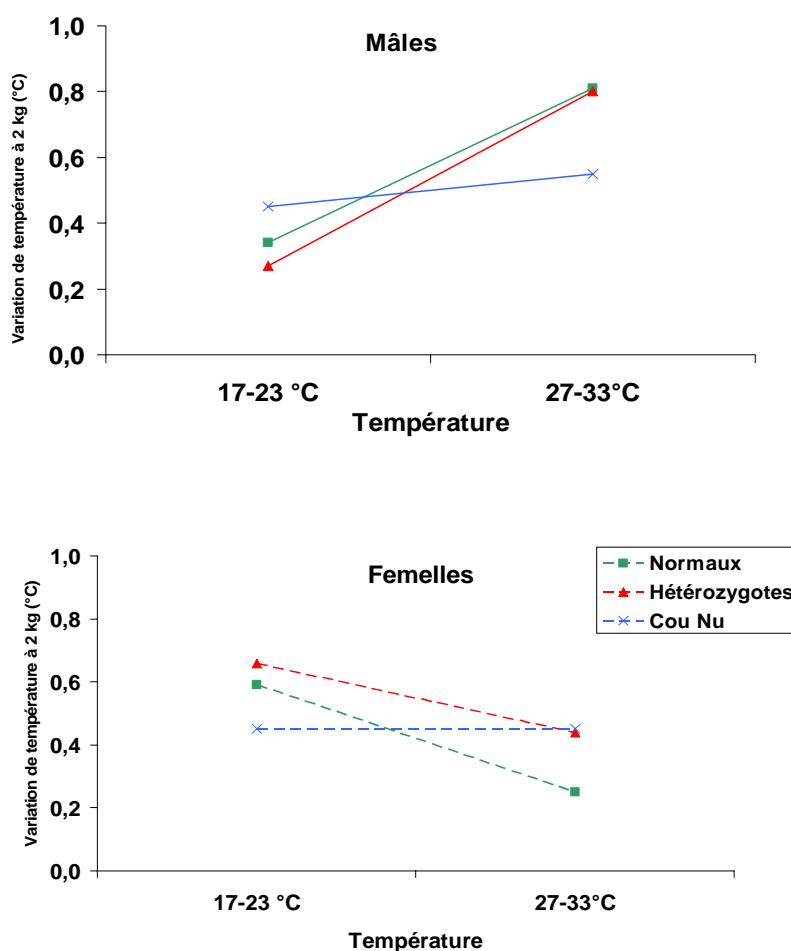 Mâles
Variation de température à 2 kg (°C)
1,0
0,8
0,6
0,4
0,2
0,0
17-23 °C
27-33°C
Température
Femelles
Variation de température à 2 kg (°C)
1,0
0,8
0,6
0,4
0,2
0,0
Normaux
Hétérozygotes
Cou Nu
17-23 °C
27-33°C
Température